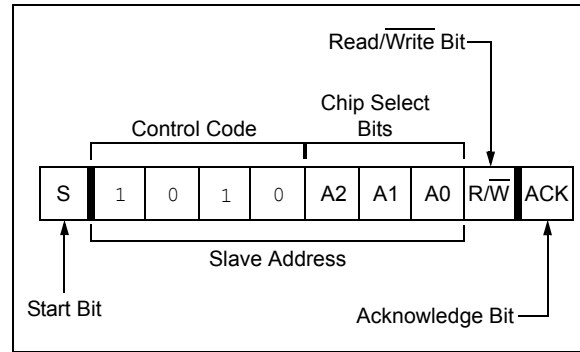 Read/Write Bit
Chip Select
Bits
Control Code
S 1 0 1 0 A2 A1 A0 R/W ACK
Slave Address
Start Bit
Acknowledge Bit